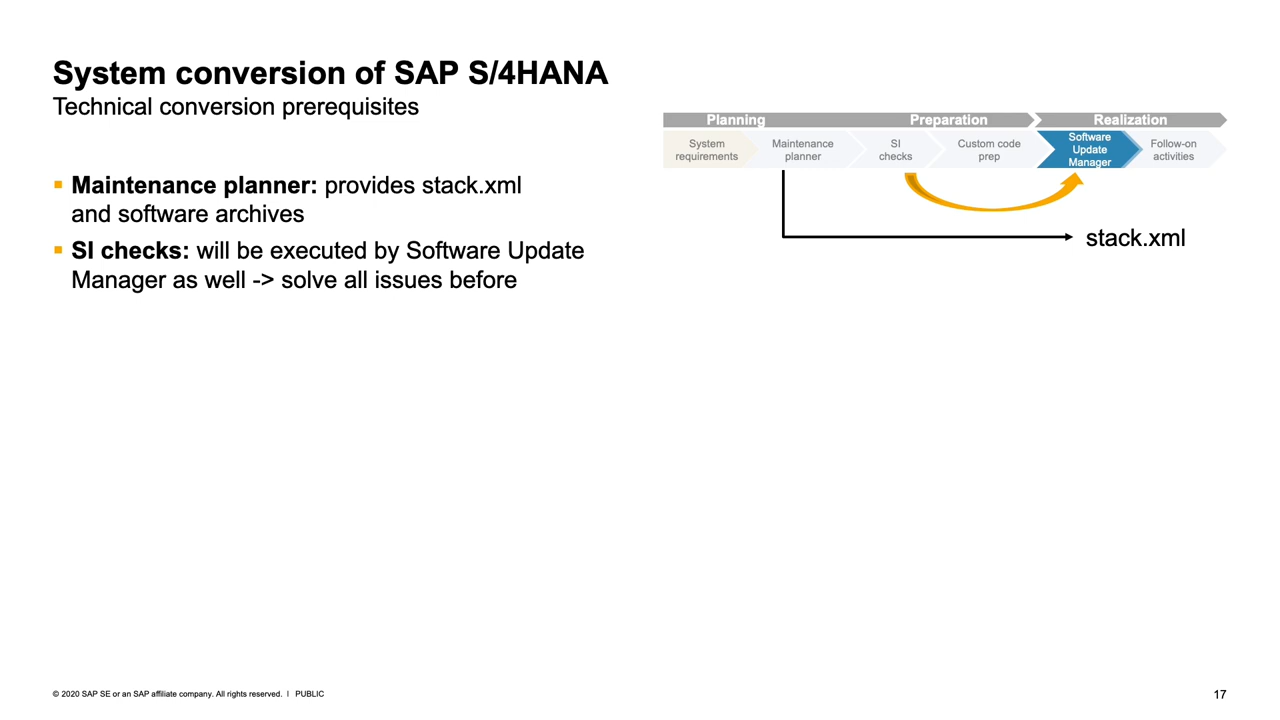 System conversion of SAP S/4HANA
Technical conversion prerequisites
Planning
Preparation
Realization
System
requirements
Maintenance
planner
SI
checks
Custom code
prep
Software
Update
Manager
Follow-on
activities
stack.xml
▪ Maintenance planner: provides stack.xml
and software archives
▪ SI checks: will be executed by Software Update
Manager as well -> solve all issues before
© 2020 SAP SE or an SAP affiliate company. All rights reserved. ǀ PUBLIC
17